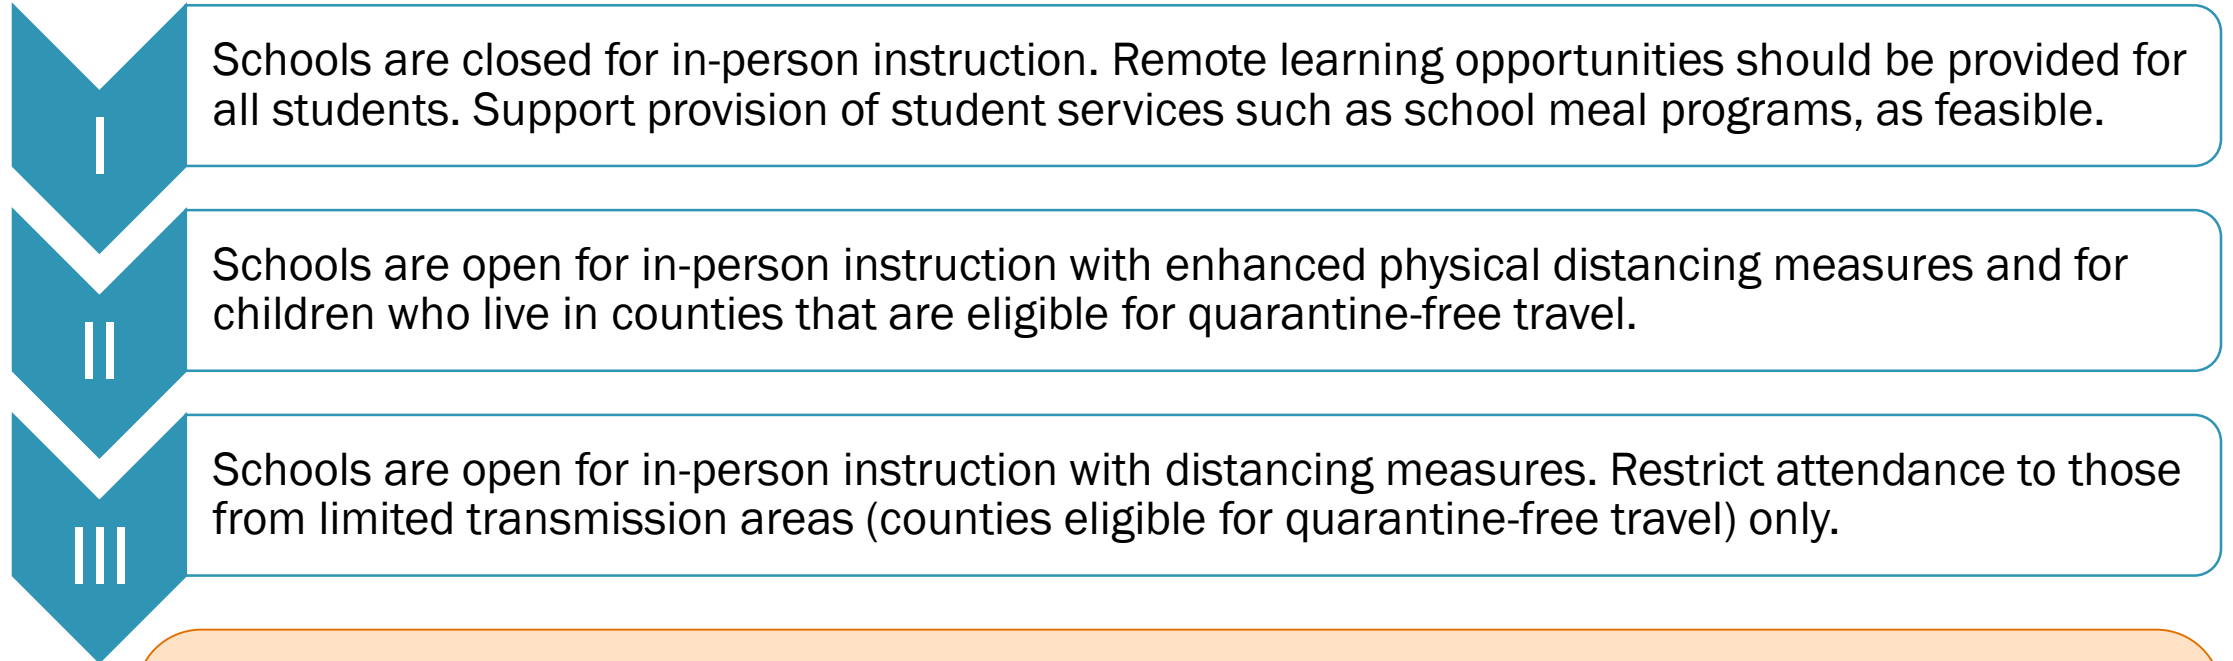 I
Schools are closed for in-person instruction. Remote learning opportunities should be provided for
all students. Support provision of student services such as school meal programs, as feasible.
II
Schools are open for in-person instruction with enhanced physical distancing measures and for
children who live in counties that are eligible for quarantine-free travel.
III
Schools are open for in-person instruction with distancing measures. Restrict attendance to those
from limited transmission areas (counties eligible for quarantine-free travel) only.